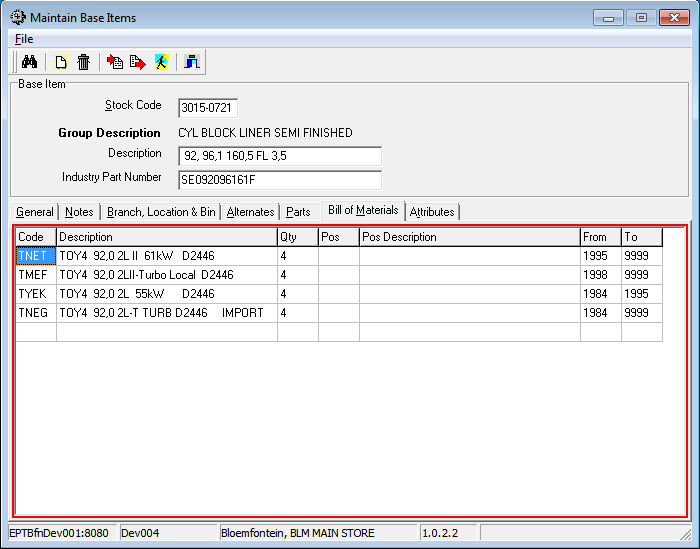 Maintain Base Items
File
Base Item
Stock Code 3015-0721
Group Description CYL BLOCK LINER SEMI FINISHED
Description 92, 96,1 160,5 FL 3,5
Industry Part Number SE092096161F
General Notes Branch, Location & Bin Alternates Parts Bill of Materials Attributes
Code Description Qty Pos Pos Description From To
TNET TOY4 92,0 2L II 61kW D2446 4 1995 9999
TMEF TOY4 92,0 2LII-Turbo Local D2446 4 1998 9999
TYEK TOY4 92,0 2L 55kW D2446 4 1984 1995
TNEG TOY4 92,0 2L-T TURB D2446 IMPORT 4 1984 9999
EPTBfnDev001:8080 Dev004 Bloemfontein, BLM MAIN STORE 1.0.2.2